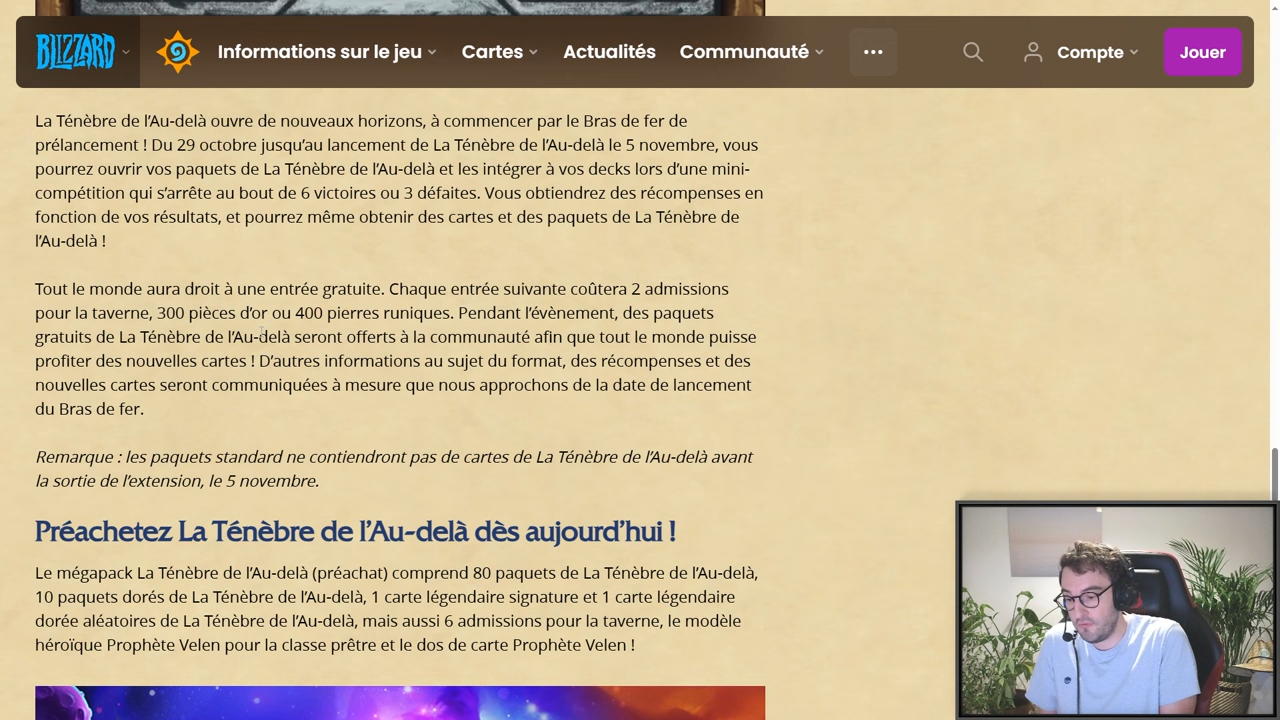 BLIZZARD
Informations sur le jeu
Cartes
Actualités
Communauté
Compte
Jouer
La Ténèbre de l’Au-delà ouvre de nouveaux horizons, à commencer par le Bras de fer de
prélancement ! Du 29 octobre jusqu’au lancement de La Ténèbre de l’Au-delà le 5 novembre, vous
pourrez ouvrir vos paquets de La Ténèbre de l’Au-delà et les intégrer à vos decks lors d’une mini-
compétition qui s’arrête au bout de 6 victoires ou 3 défaites. Vous obtiendrez des récompenses en
fonction de vos résultats, et pourrez même obtenir des cartes et des paquets de La Ténèbre de
l’Au-delà !
Tout le monde aura droit à une entrée gratuite. Chaque entrée suivante coûtera 2 admissions
pour la taverne, 300 pièces d’or ou 400 pierres runiques. Pendant l’évènement, des paquets
gratuits de La Ténèbre de l’Au-delà seront offerts à la communauté afin que tout le monde puisse
profiter des nouvelles cartes ! D’autres informations au sujet du format, des récompenses et des
nouvelles cartes seront communiquées à mesure que nous approchons de la date de lancement
du Bras de fer.
Remarque : les paquets standard ne contiendront pas de cartes de La Ténèbre de l’Au-delà avant
la sortie de l’extension, le 5 novembre.
Préachetez La Ténèbre de l’Au-delà dès aujourd’hui !
Le mégapack La Ténèbre de l’Au-delà (préachat) comprend 80 paquets de La Ténèbre de l’Au-delà,
10 paquets dorés de La Ténèbre de l’Au-delà, 1 carte légendaire signature et 1 carte légendaire
dorée aléatoires de La Ténèbre de l’Au-delà, mais aussi 6 admissions pour la taverne, le modèle
héroïque Prophète Velen pour la classe prêtre et le dos de carte Prophète Velen !